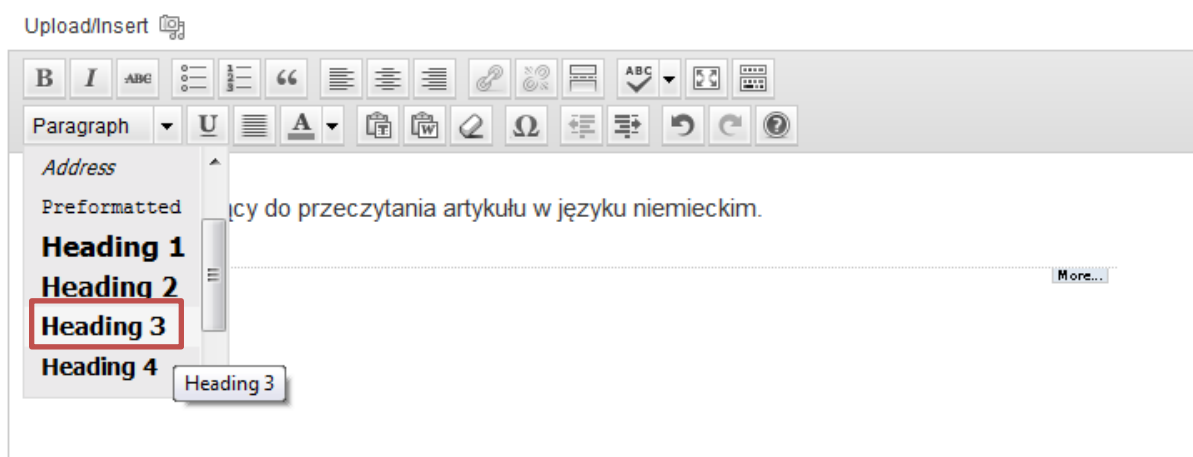 Upload/Insert
B I ABC ABC
Paragraph U A T W Ω
Address
Preformatted
Heading 1
Heading 2
Heading 3
Heading 4
Heading 3
do przeczytania artykułu w języku niemieckim.
More...